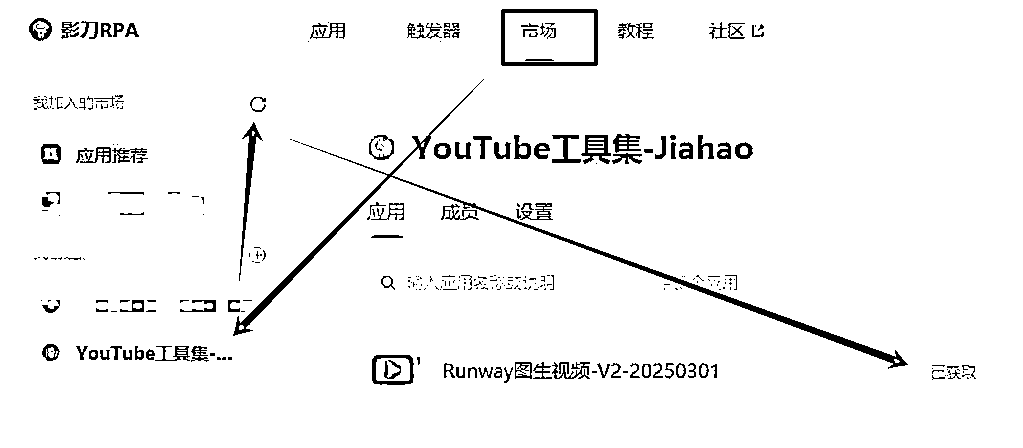 影刀RPA
应用 触发器 市场 教程 社区
我加入的市场
应用推荐
YouTube工具集-...
YouTube工具集-Jiahao
应用 成员 设置
输入应用名称或说明
个应用
Runway图生视频-V2-20250301
已获取